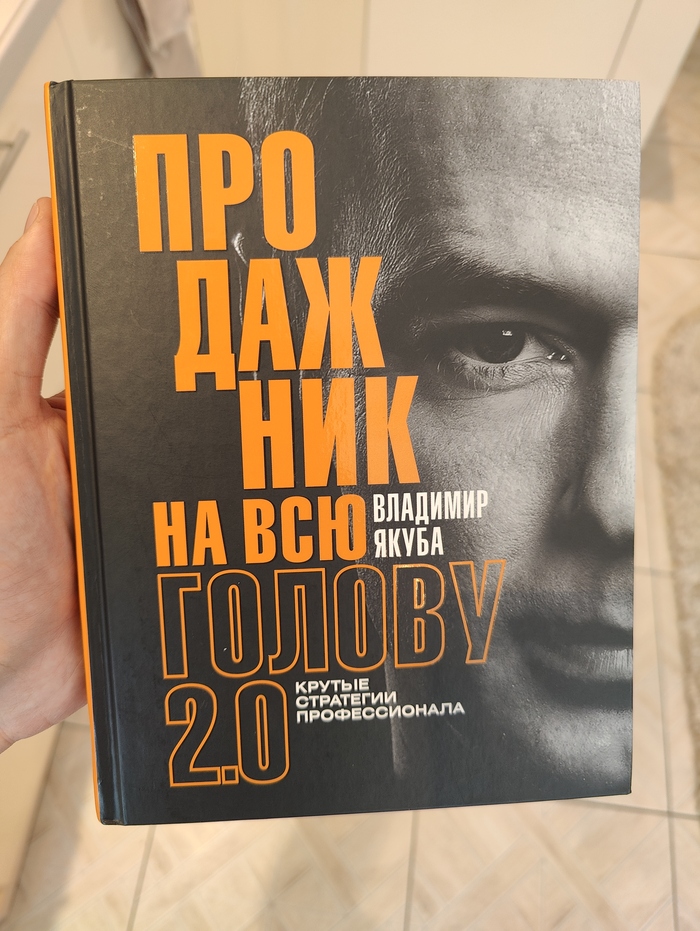 ПРО
ДАЖ
НИК
НА ВСЮ
ВЛАДИМИР
ЯКУБА
ГОЛОВУ
2.0
КРУТЫЕ
СТРАТЕГИИ
ПРОФЕССИОНАЛА